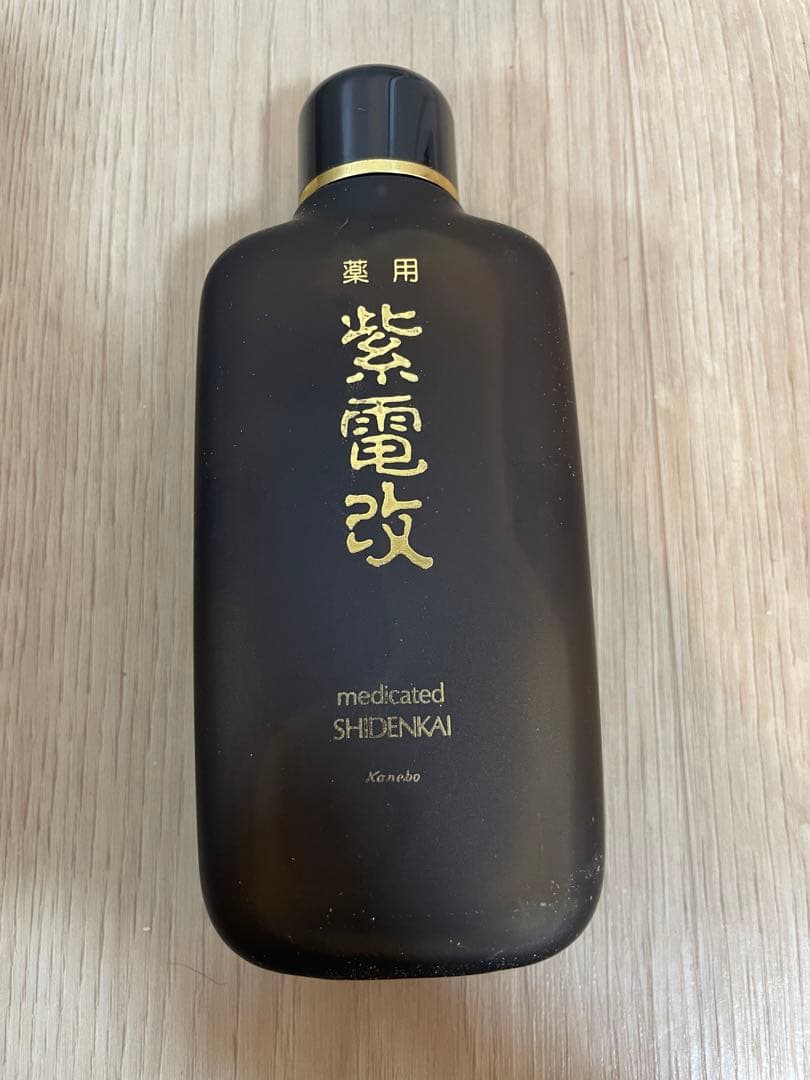 薬用
紫電改
medicated
SHIDENKAI
Kanebo